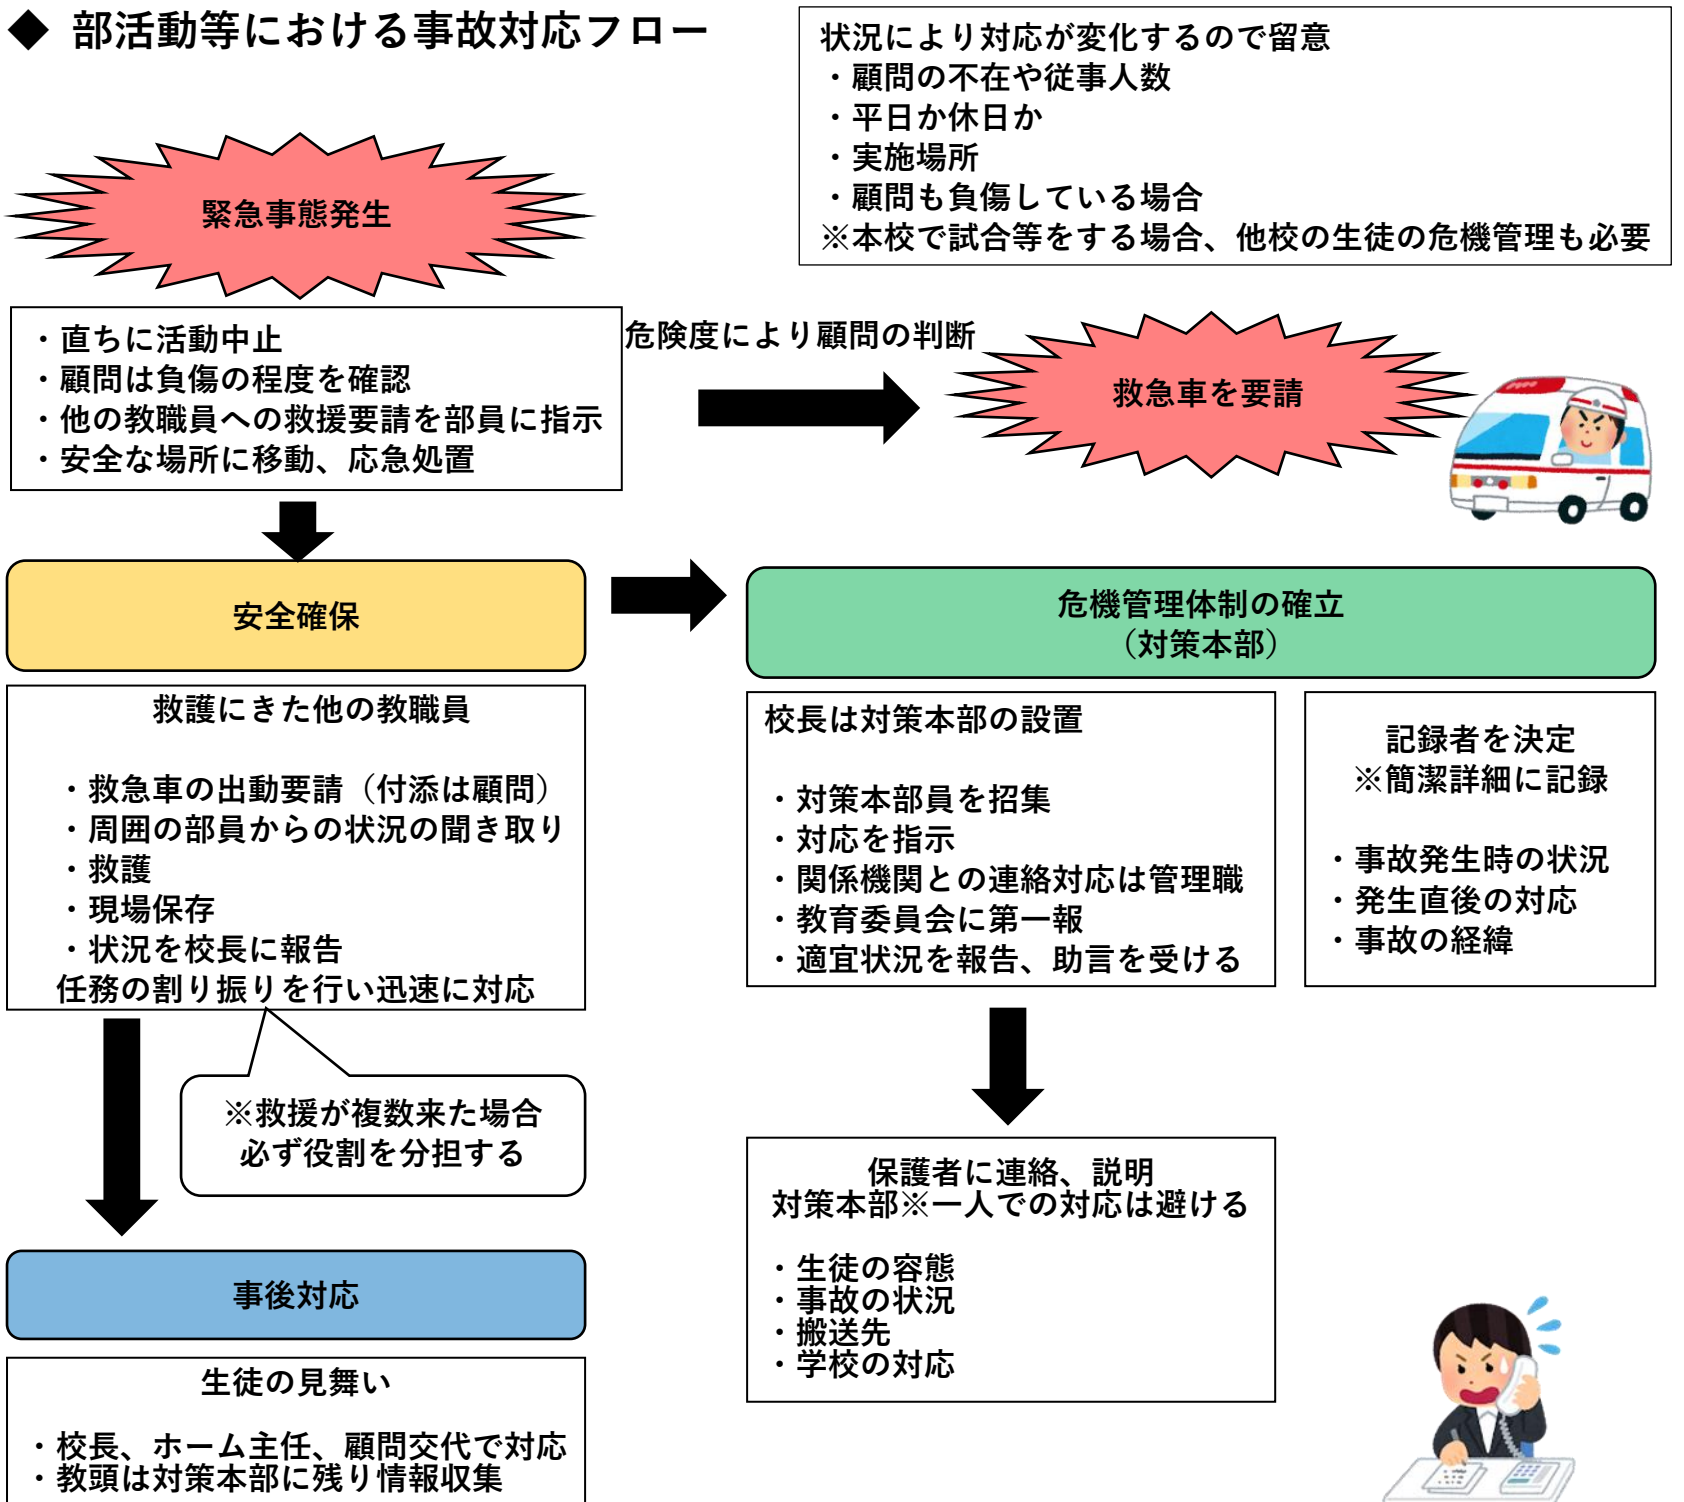 ◆ 部活動等における事故対応フロー
状況により対応が変化するので留意
・顧問の不在や従事人数
・平日か休日か
・実施場所
・顧問も負傷している場合
※本校で試合等をする場合、他校の生徒の危機管理も必要
緊急事態発生
・直ちに活動中止
・顧問は負傷の程度を確認
・他の教職員への救援要請を部員に指示
・安全な場所に移動、応急処置
危険度により顧問の判断
救急車を要請
安全確保
救護にきた他の教職員
・救急車の出動要請（付添は顧問）
・周囲の部員からの状況の聞き取り
・救護
・現場保存
・状況を校長に報告
任務の割り振りを行い迅速に対応
※救援が複数来た場合
必ず役割を分担する
危機管理体制の確立
（対策本部）
校長は対策本部の設置
・対策本部員を招集
・対応を指示
・関係機関との連絡対応は管理職
・教育委員会に第一報
・適宜状況を報告、助言を受ける
記録者を決定
※簡潔詳細に記録
・事故発生時の状況
・発生直後の対応
・事故の経緯
保護者に連絡、説明
対策本部※一人での対応は避ける
・生徒の容態
・事故の状況
・搬送先
・学校の対応
事後対応
生徒の見舞い
・校長、ホーム主任、顧問交代で対応
・教頭は対策本部に残り情報収集